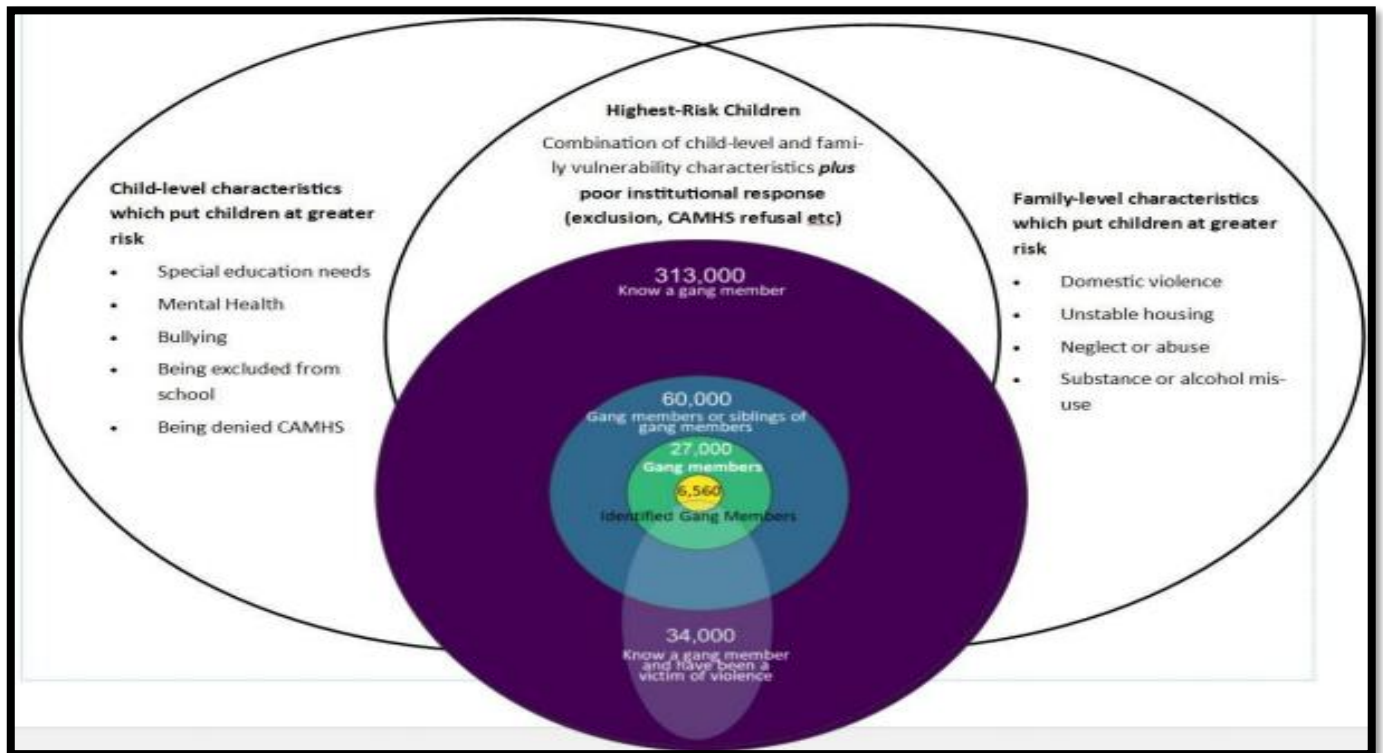 Highest-Risk Children
Combination of child-level and fami-
ly vulnerability characteristics plus
poor institutional response
(exclusion, CAMHS refusal etc)
Child-level characteristics
which put children at greater
risk
• Special education needs
• Mental Health
• Bullying
• Being excluded from
school
• Being denied CAMHS
Family-level characteristics
which put children at greater
risk
• Domestic violence
• Unstable housing
• Neglect or abuse
• Substance or alcohol mis-
use
313,000
Know a gang member
60,000
Gang members or siblings of
gang members
27,000
Gang members
6,560
Identified Gang Members
34,000
Know a gang member
and have been a
victim of violence